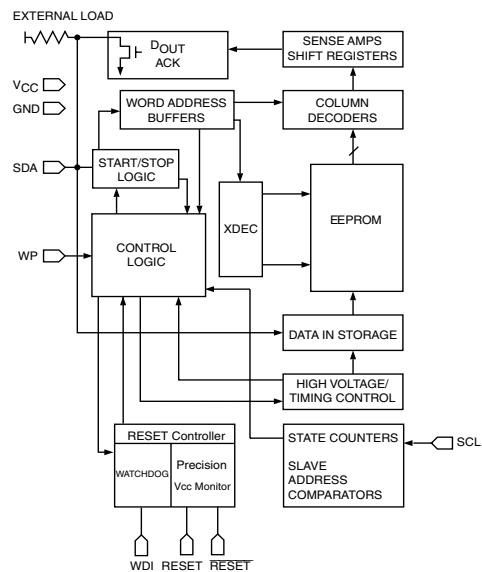 EXTERNAL LOAD
DOUT
ACK
SENSE AMPS
SHIFT REGISTERS
VCC
GND
WORD ADDRESS
BUFFERS
COLUMN
DECODERS
SDA
START/STOP
LOGIC
XDEC
EEPROM
WP
CONTROL
LOGIC
DATA IN STORAGE
HIGH VOLTAGE/
TIMING CONTROL
RESET Controller
WATCHDOG
Precision
Vcc Monitor
STATE COUNTERS
SLAVE
ADDRESS
COMPARATORS
SCL
WDI RESET RESET